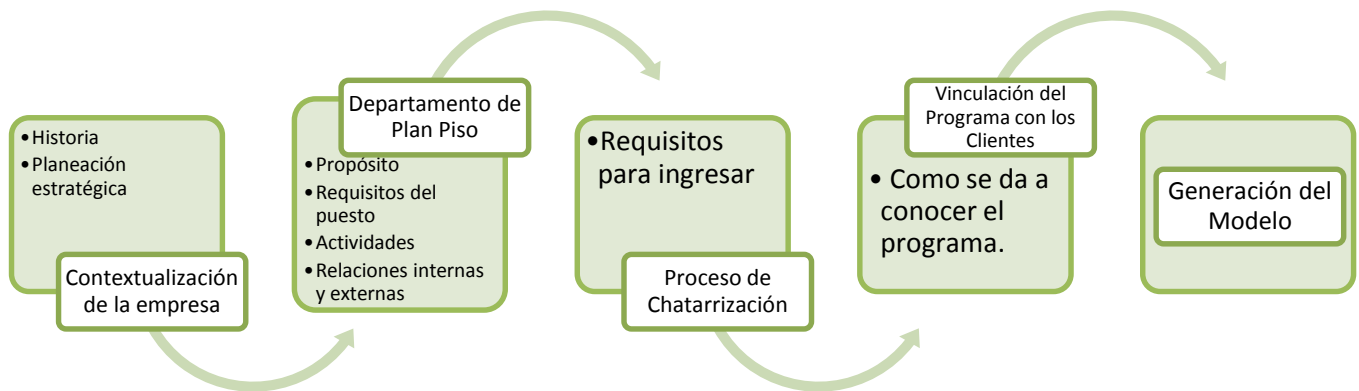 •Historia
•Planeación
estratégica
Contextualización
de la empresa
Departamento de
Plan Piso
•Propósito
•Requisitos del
puesto
•Actividades
•Relaciones internas
y externas
•Requisitos
para ingresar
Proceso de
Chatarrización
Vinculación del
Programa con los
Clientes
• Como se da a
conocer el
programa.
Generación del
Modelo